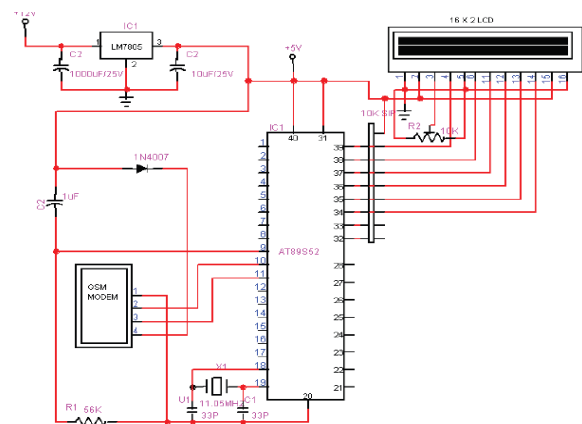 +12V
IC1
LM7805
1
3
2
C2
1000uF/25V
C2
10uF/25V
+5V
16 X 2 LCD
1
2
3
4
5
6
11
12
13
14
15
16
10K SIP
R2
10K
IC1
40
31
AT89S52
1
2
3
4
5
6
7
8
9
10
11
12
13
14
15
16
17
18
19
20
39
38
37
36
35
34
33
32
28
27
26
25
24
23
22
21
1N4007
C2
1uF
GSM
MODEM
1
2
3
4
X1
11.05MHZ
U1
33P
C1
33P
R1
56K